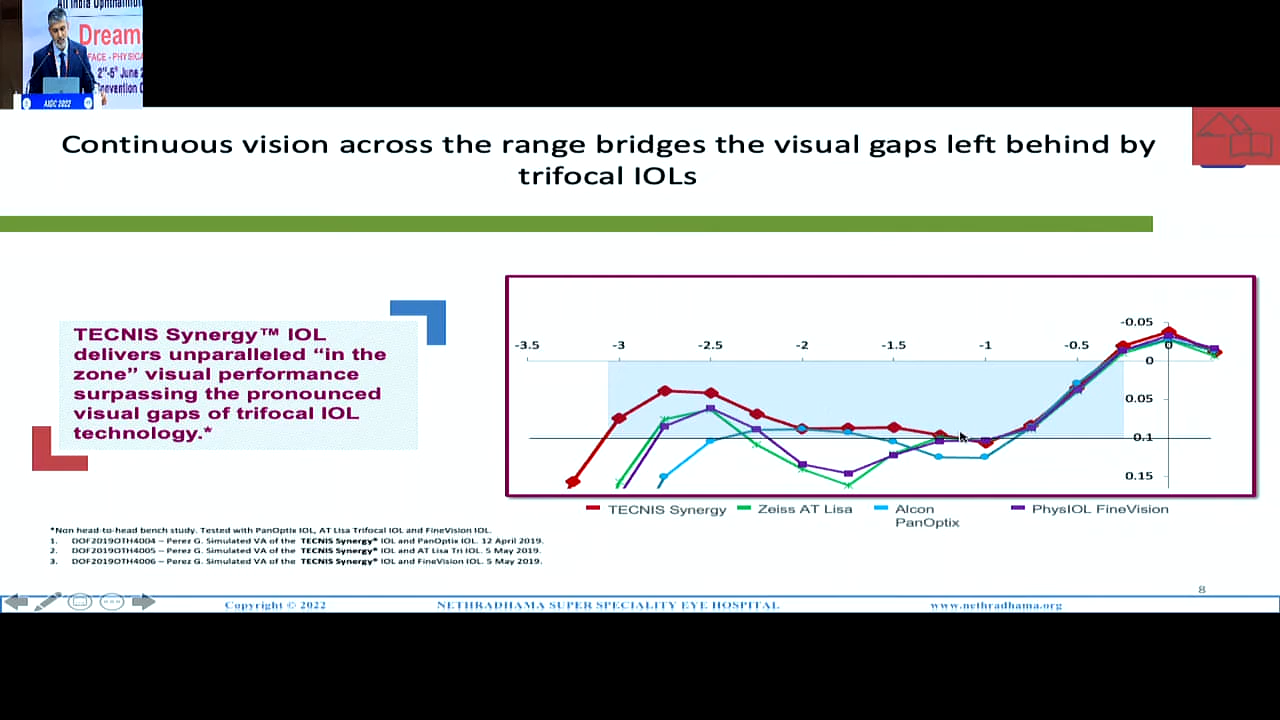 All India Ophthalmol
Dream
FACE - PHYSICA
2nd-5th June 2
nvention C
AIOC 2022
Continuous vision across the range bridges the visual gaps left behind by
trifocal IOLs
TECNIS Synergy™ IOL
delivers unparalleled “in the
zone” visual performance
surpassing the pronounced
visual gaps of trifocal IOL
technology.*
-3.5 -3 -2.5 -2 -1.5 -1 -0.5 0
-0.05
0
0.05
0.1
0.15
TECNIS Synergy Zeiss AT Lisa Alcon PanOptix PhysIOL FineVision
*Non head-to-head bench study. Tested with PanOptix IOL, AT Lisa Trifocal IOL and FineVision IOL.
1. DOF2019OTH4004 – Perez G. Simulated VA of the TECNIS Synergy® IOL and PanOptix IOL. 12 April 2019.
2. DOF2019OTH4005 – Perez G. Simulated VA of the TECNIS Synergy® IOL and AT Lisa Tri IOL. 5 May 2019.
3. DOF2019OTH4006 – Perez G. Simulated VA of the TECNIS Synergy® IOL and FineVision IOL. 5 May 2019.
8
Copyright © 2022 NETHRADHAMA SUPER SPECIALITY EYE HOSPITAL www.nethradhama.org